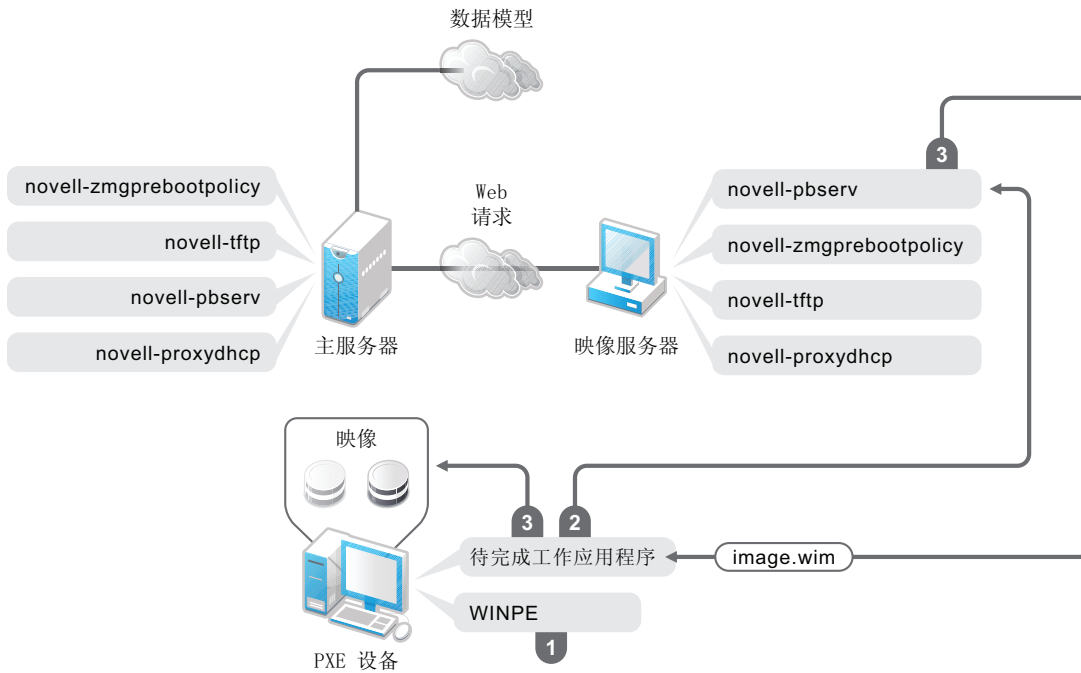 数据模型
novell-zmgprebootpolicy
novell-tftp
novell-pbserv
novell-proxydhcp
主服务器
Web
请求
映像服务器
3
novell-pbserv
novell-zmgprebootpolicy
novell-tftp
novell-proxydhcp
映像
3
2
待完成工作应用程序
image.wim
WINPE
1
PXE 设备